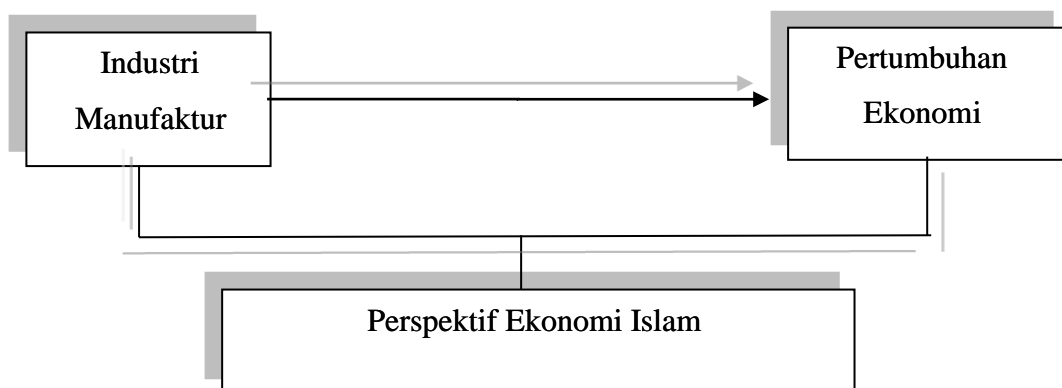 Industri
Manufaktur
Pertumbuhan
Ekonomi
Perspektif Ekonomi Islam